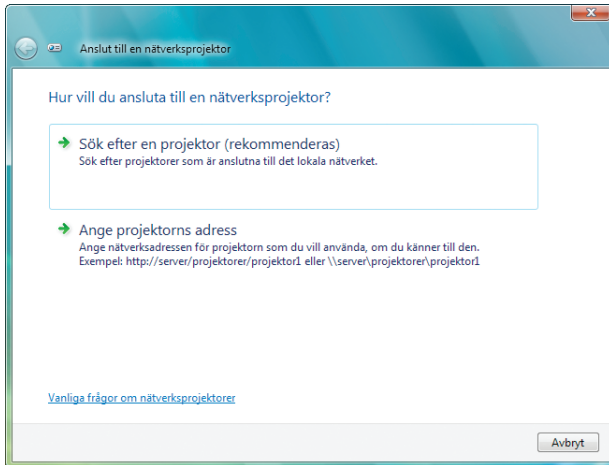 Anslut till en nätverksprojektor
Hur vill du ansluta till en nätverksprojektor?
Sök efter en projektor (rekommenderas)
Sök efter projektorer som är anslutna till det lokala nätverket.
Ange projektorns adress
Ange nätverksadressen för projektorn som du vill använda, om du känner till den.
Exempel: http://server/projektorer/projektor1 eller \\server\projektorer\projektor1
Vanliga frågor om nätverksprojektorer
Avbryt